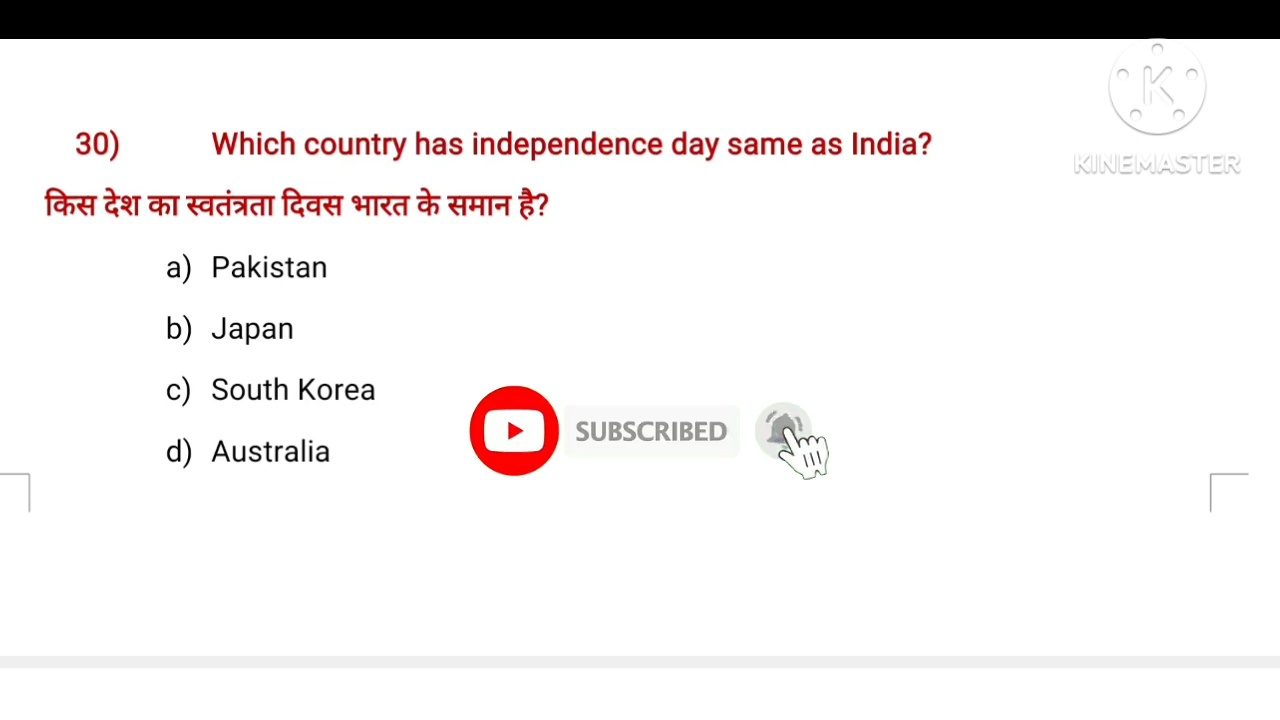 KINEMASTER
30) Which country has independence day same as India?
किस देश का स्वतंत्रता दिवस भारत के समान है?
a) Pakistan
b) Japan
c) South Korea
d) Australia
SUBSCRIBED